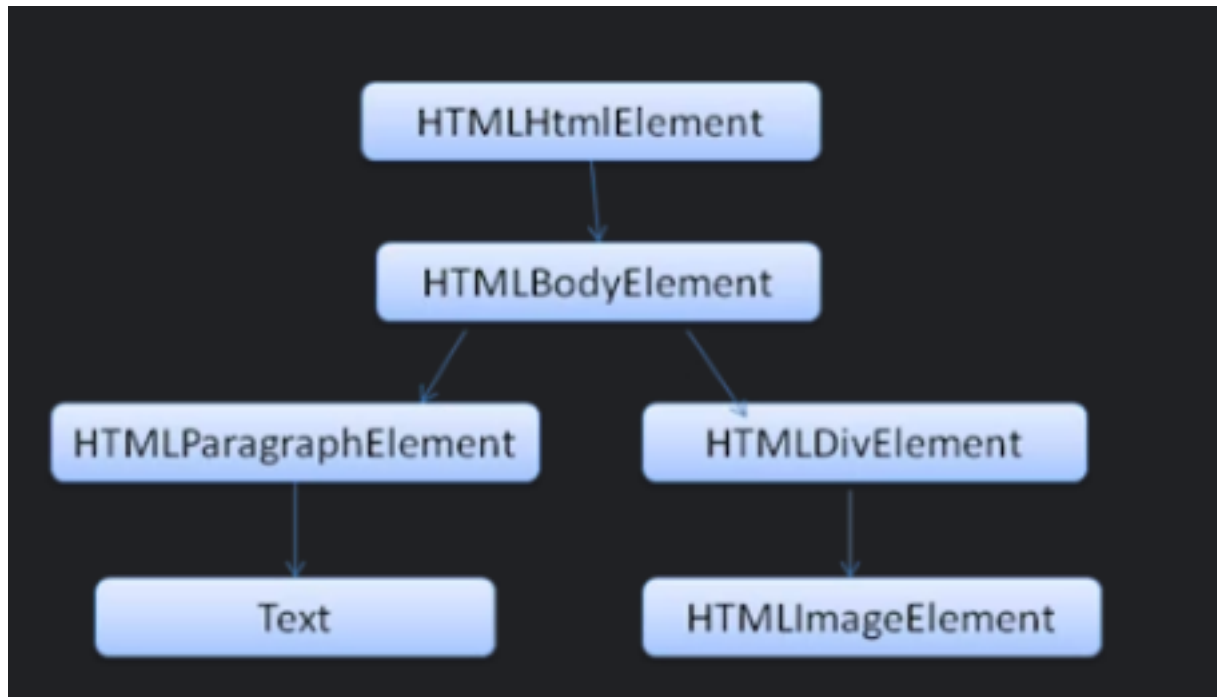 HTMLHtmlElement
HTMLBodyElement
HTMLParagraphElement
HTMLDivElement
Text
HTMLImageElement